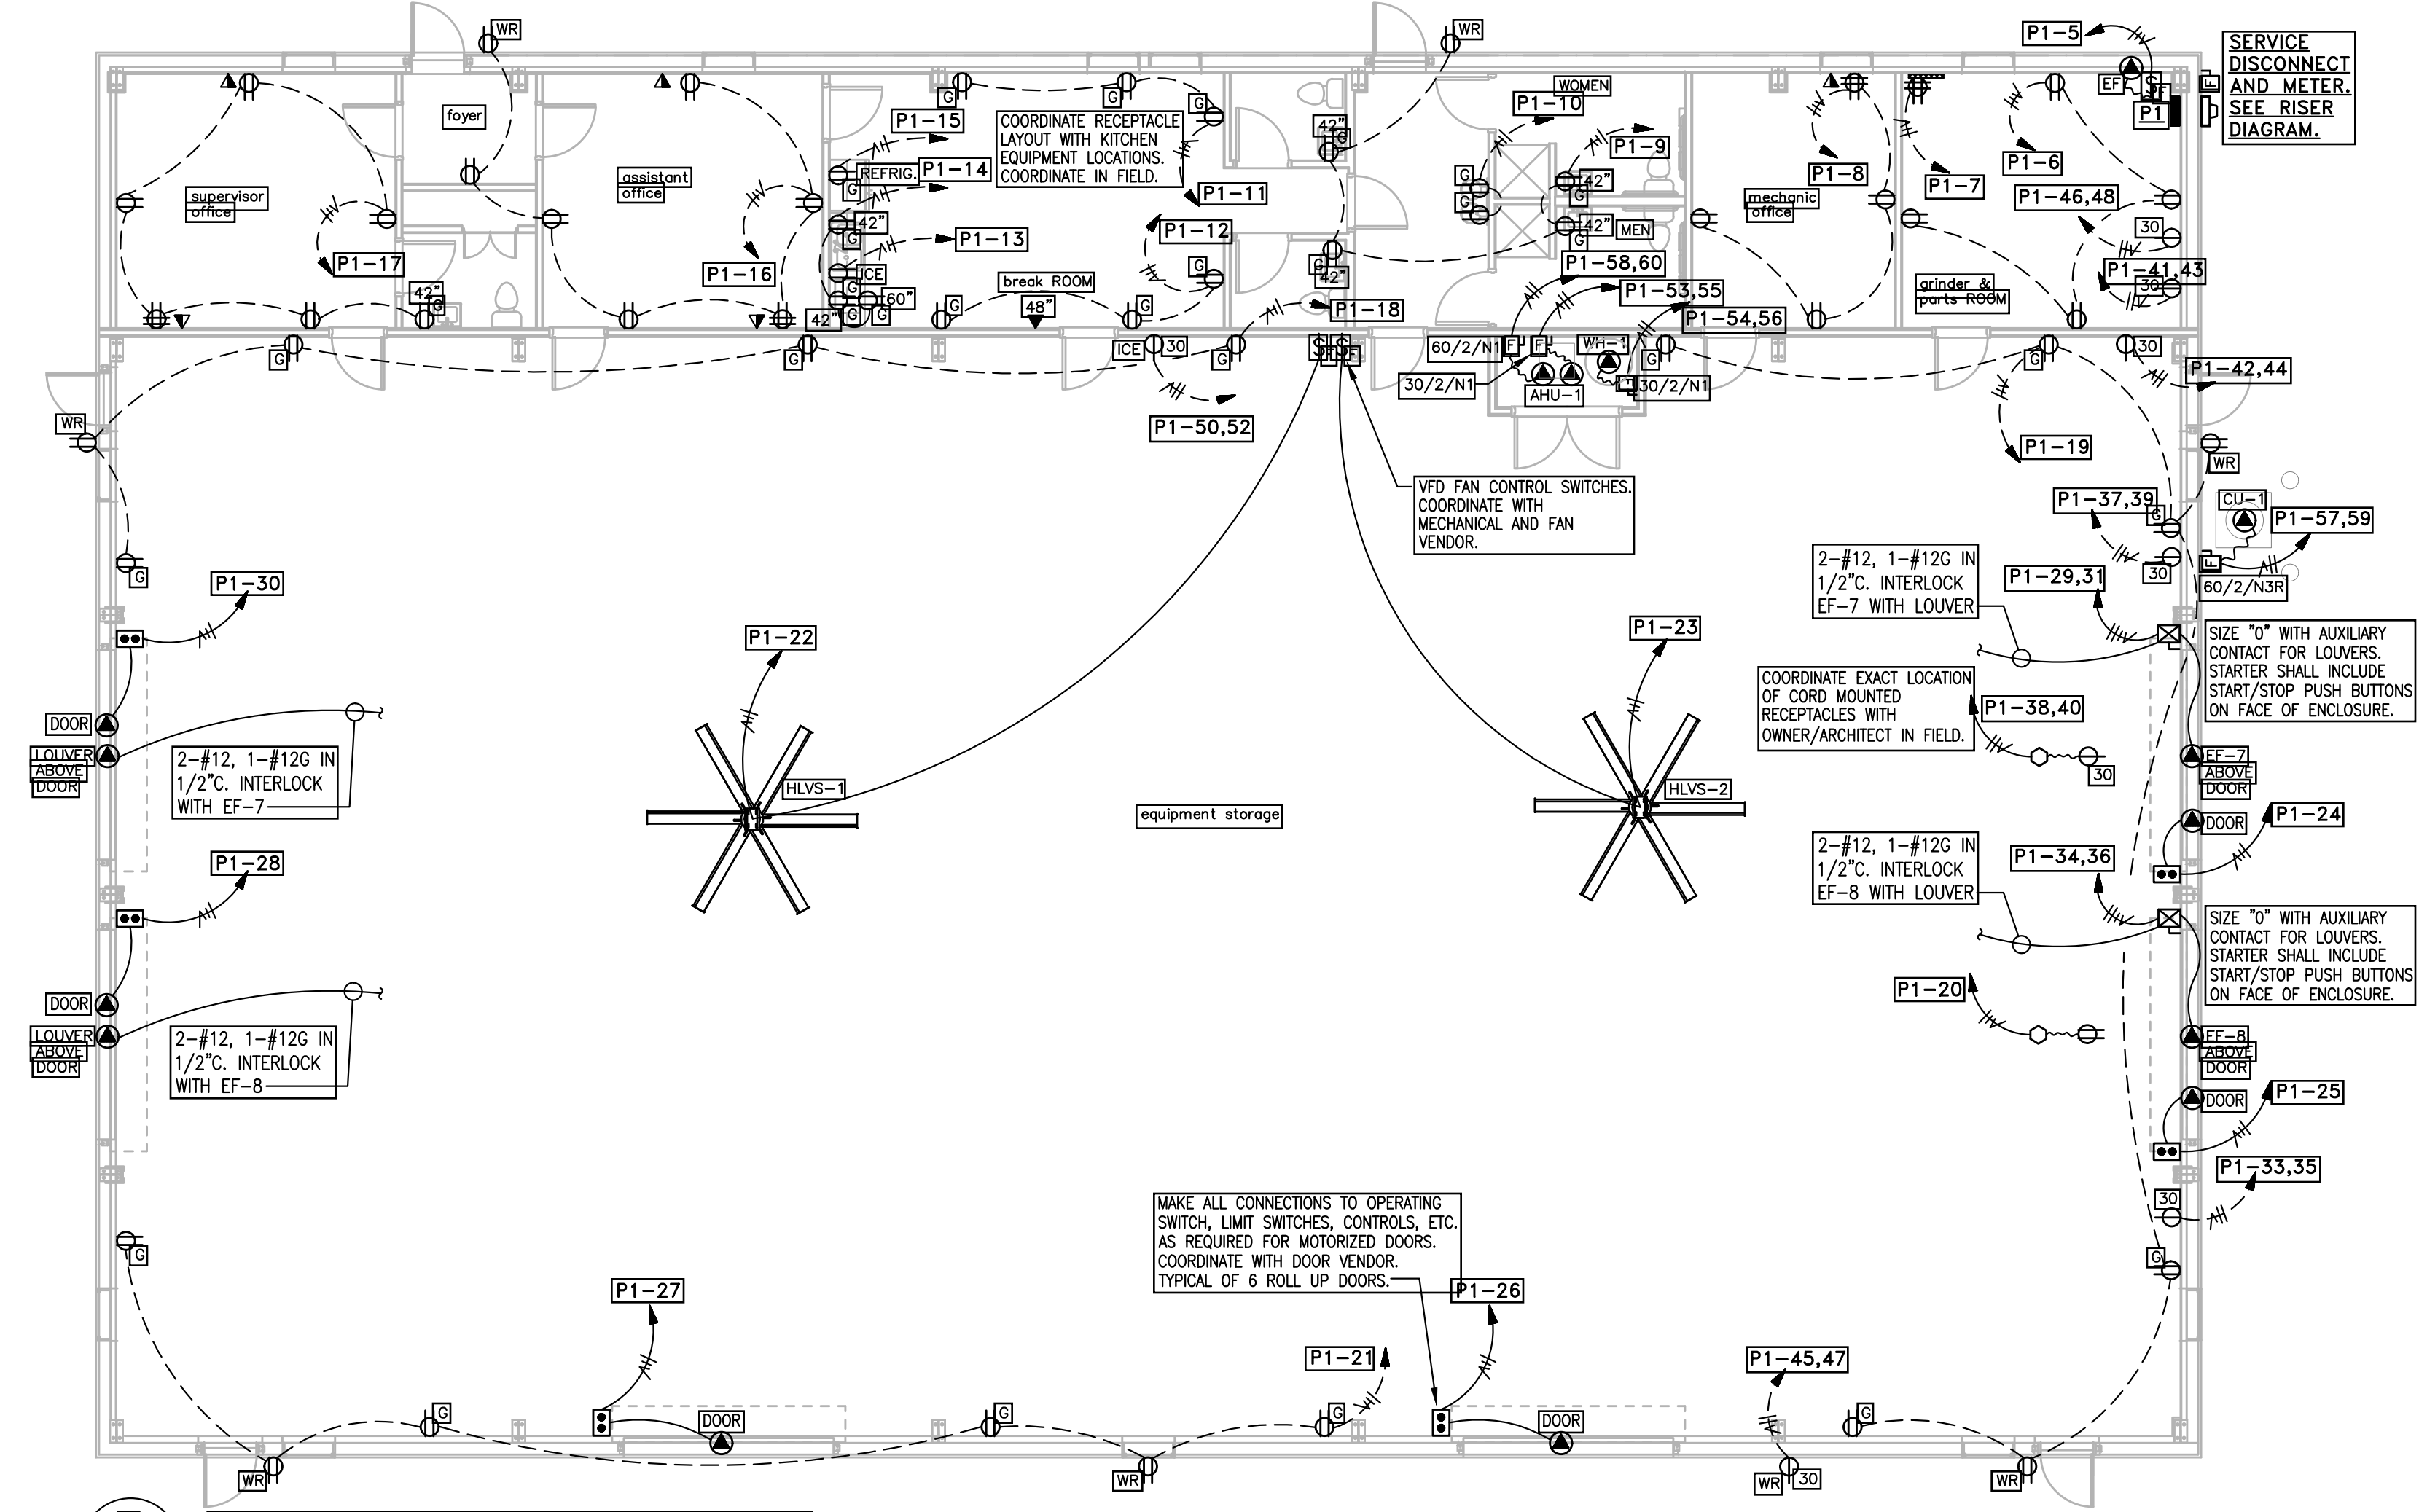 WR
WR
P1-5
SERVICE
DISCONNECT
AND METER.
SEE RISER
DIAGRAM.
EF
S
F
F
P1
foyer
supervisor
office
assistant
office
P1-17
42"
G
P1-16
P1-15
REFRIG.
G
P1-14
42"
G
P1-13
ICE
G
60"
42"
G
G
G
G
G
COORDINATE RECEPTACLE
LAYOUT WITH KITCHEN
EQUIPMENT LOCATIONS.
COORDINATE IN FIELD.
P1-11
P1-12
G
break ROOM
48"
G
G
P1-18
42"
G
G
42"
WOMEN
P1-10
P1-9
G
G
42"
G
42"
G
MEN
P1-58,60
P1-53,55
P1-54,56
mechanic
office
P1-8
P1-7
P1-6
P1-46,48
30
P1-41,43
30
grinder &
parts ROOM
G
G
ICE
30
G
P1-50,52
S
F
S
F
60/2/N1
F
F
WH-1
30/2/N1
AHU-1
30/2/N1
G
G
30
P1-42,44
P1-19
WR
G
WR
VFD FAN CONTROL SWITCHES.
COORDINATE WITH
MECHANICAL AND FAN
VENDOR.
P1-37,39
G
30
CU-1
P1-57,59
F
60/2/N3R
P1-30
2-#12, 1-#12G IN
1/2"C. INTERLOCK
EF-7 WITH LOUVER
P1-29,31
SIZE "0" WITH AUXILIARY
CONTACT FOR LOUVERS.
STARTER SHALL INCLUDE
START/STOP PUSH BUTTONS
ON FACE OF ENCLOSURE.
P1-22
P1-23
DOOR
LOUVER
ABOVE
DOOR
2-#12, 1-#12G IN
1/2"C. INTERLOCK
WITH EF-7
HLVS-1
HLVS-2
COORDINATE EXACT LOCATION
OF CORD MOUNTED
RECEPTACLES WITH
OWNER/ARCHITECT IN FIELD.
P1-38,40
30
EF-7
ABOVE
DOOR
DOOR
P1-24
equipment storage
P1-28
2-#12, 1-#12G IN
1/2"C. INTERLOCK
EF-8 WITH LOUVER
P1-34,36
SIZE "0" WITH AUXILIARY
CONTACT FOR LOUVERS.
STARTER SHALL INCLUDE
START/STOP PUSH BUTTONS
ON FACE OF ENCLOSURE.
P1-20
DOOR
LOUVER
ABOVE
DOOR
2-#12, 1-#12G IN
1/2"C. INTERLOCK
WITH EF-8
EF-8
ABOVE
DOOR
DOOR
P1-25
P1-33,35
30
G
G
MAKE ALL CONNECTIONS TO OPERATING
SWITCH, LIMIT SWITCHES, CONTROLS, ETC.
AS REQUIRED FOR MOTORIZED DOORS.
COORDINATE WITH DOOR VENDOR.
TYPICAL OF 6 ROLL UP DOORS.
P1-27
P1-26
P1-21
P1-45,47
G
DOOR
G
G
DOOR
G
WR
WR
WR
30
WR